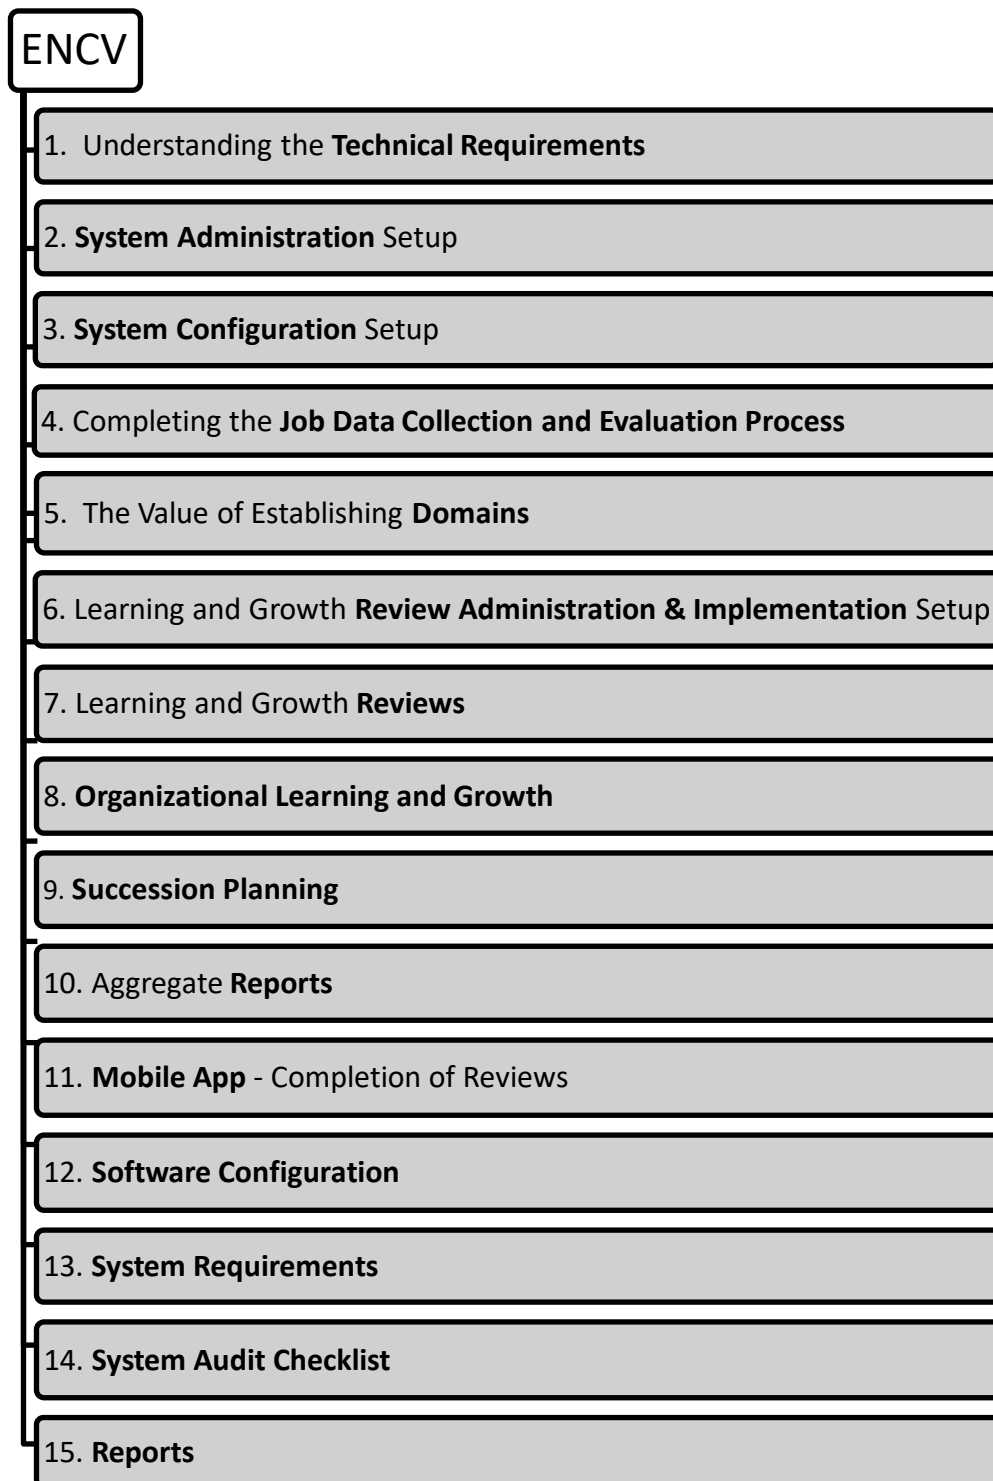 ENCV
1. Understanding the Technical Requirements
2. System Administration Setup
3. System Configuration Setup
4. Completing the Job Data Collection and Evaluation Process
5. The Value of Establishing Domains
6. Learning and Growth Review Administration & Implementation Setup
7. Learning and Growth Reviews
8. Organizational Learning and Growth
9. Succession Planning
10. Aggregate Reports
11. Mobile App - Completion of Reviews
12. Software Configuration
13. System Requirements
14. System Audit Checklist
15. Reports